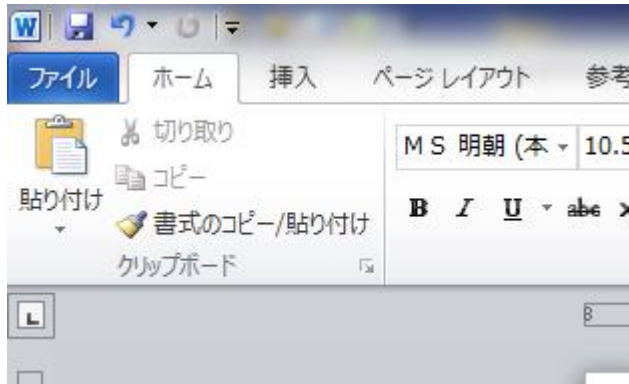 W
ファイル ホーム 挿入 ページ レイアウト 参考
切り取り
コピー
貼り付け
書式のコピー/貼り付け
クリップボード
ＭＳ 明朝 (本 10.5
B I U abc
L
8